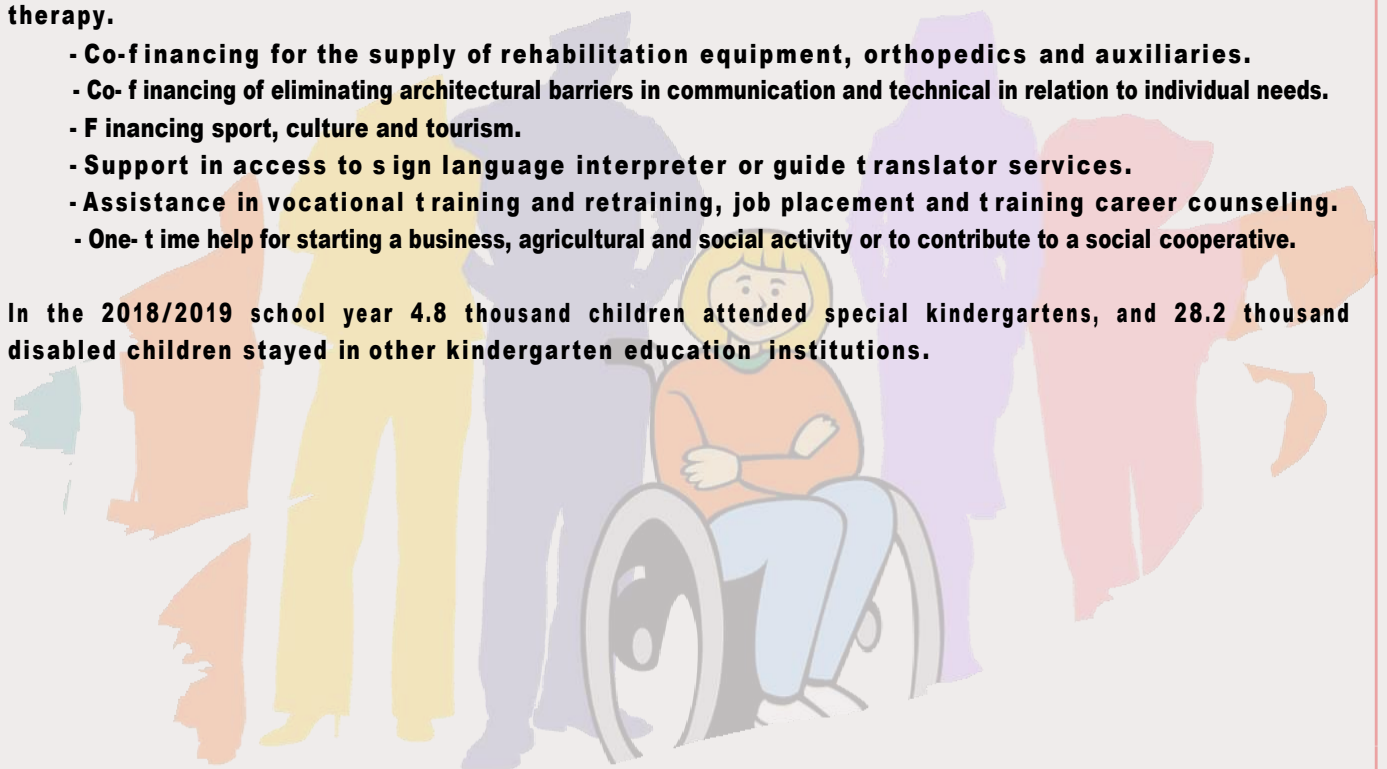 therapy.
- Co-financing for the supply of rehabilitation equipment, orthopedics and auxiliaries.
- Co- financing of eliminating architectural barriers in communication and technical in relation to individual needs.
- Financing sport, culture and tourism.
- Support in access to sign language interpreter or guide translator services.
- Assistance in vocational training and retraining, job placement and training career counseling.
- One- time help for starting a business, agricultural and social activity or to contribute to a social cooperative.
In the 2018/2019 school year 4.8 thousand children attended special kindergartens, and 28.2 thousand
disabled children stayed in other kindergarten education institutions.